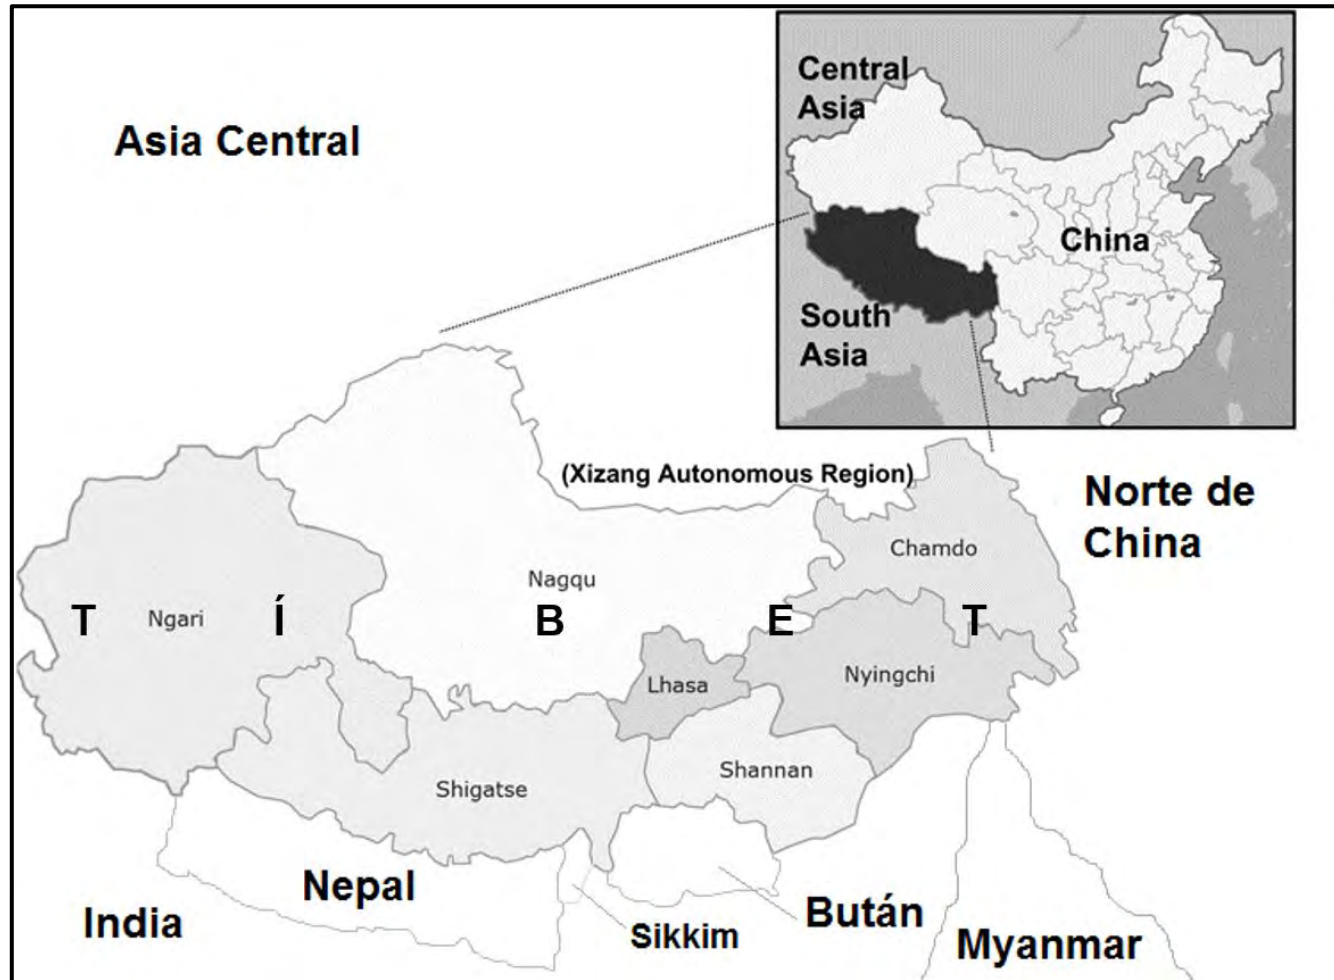 Central
Asia
Asia Central
China
South
Asia
(Xizang Autonomous Region)
Norte de
China
Chamdo
Nagqu
T Í B E T
Ngari
Nyingchi
Lhasa
Shannan
Shigatse
Nepal
India
Bután
Sikkim
Myanmar